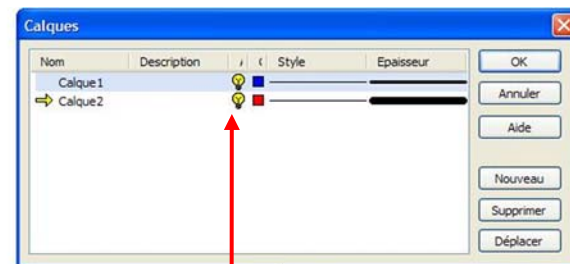 Calques
Nom Description Style Epaisseur
Calque1
Calque2
OK
Annuler
Aide
Nouveau
Supprimer
Déplacer